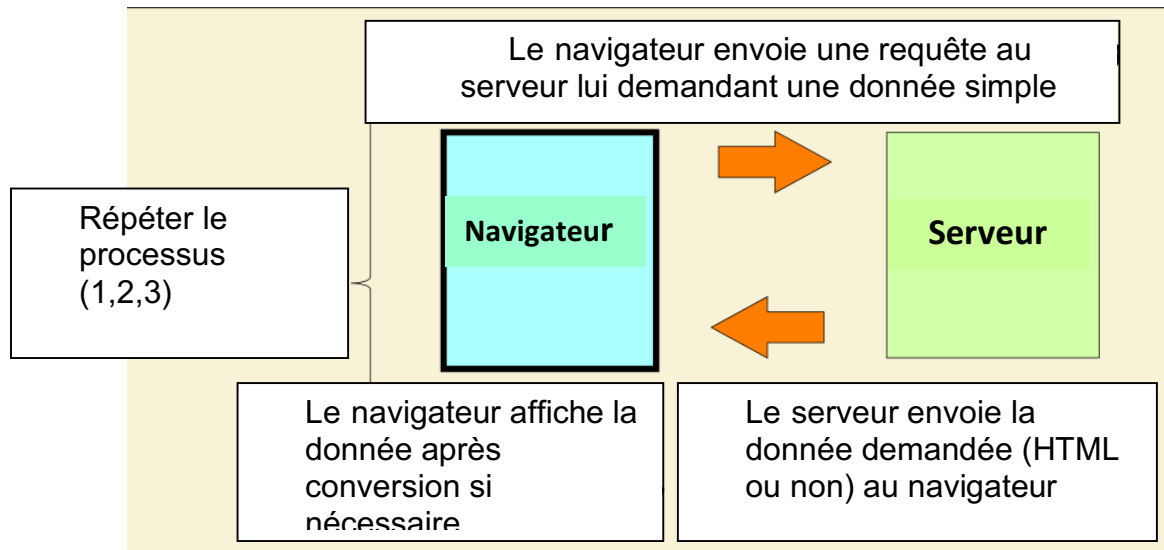 Le navigateur envoie une requête au
serveur lui demandant une donnée simple
Répéter le
processus
(1,2,3)
Navigateur
Serveur
Le navigateur affiche la
donnée après
conversion si
nécessaire
Le serveur envoie la
donnée demandée (HTML
ou non) au navigateur